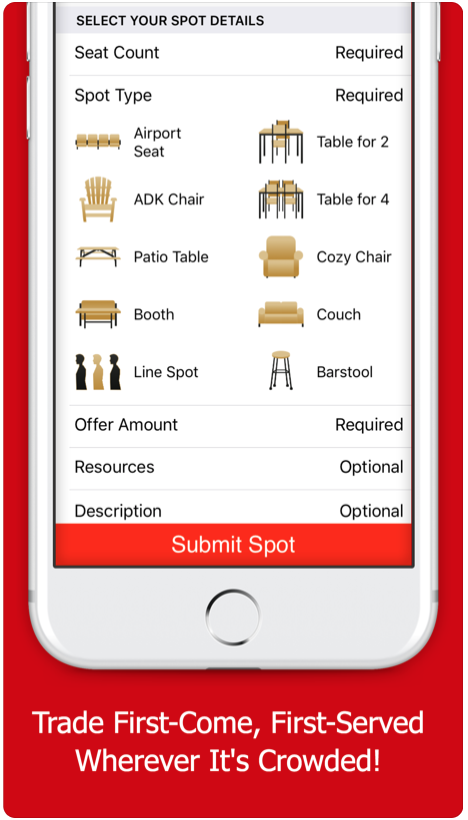 SELECT YOUR SPOT DETAILS
Seat Count Required
Spot Type Required
Airport
Seat
Table for 2
ADK Chair Table for 4
Patio Table Cozy Chair
Booth Couch
Line Spot Barstool
Offer Amount Required
Resources Optional
Description Optional
Submit Spot
Trade First-Come, First-Served
Wherever It's Crowded!